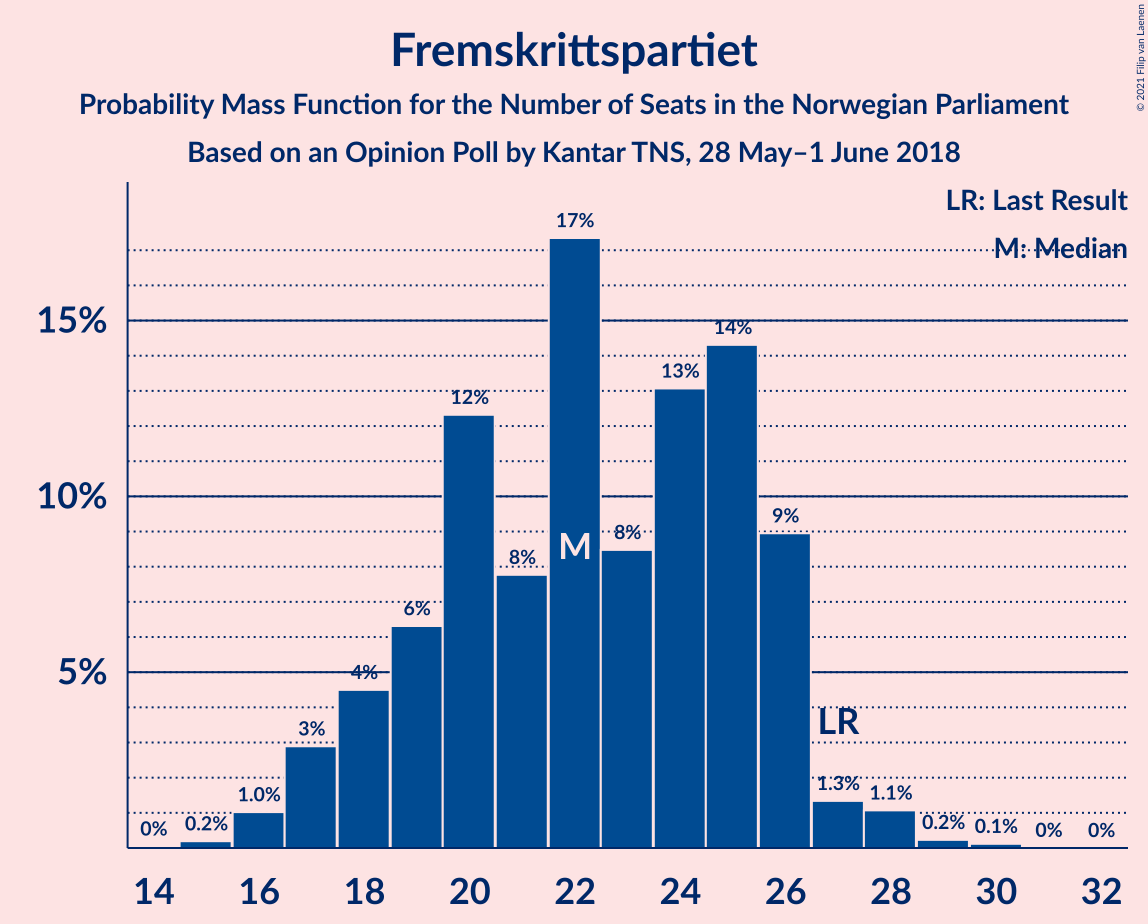 Fremskrittspartiet
Probability Mass Function for the Number of Seats in the Norwegian Parliament
Based on an Opinion Poll by Kantar TNS, 28 May–1 June 2018
© 2021 Filip van Laenen
LR: Last Result
M: Median
15%
10%
5%
0%
0.2%
1.0%
3%
4%
6%
12%
8%
17%
8%
13%
14%
9%
1.3%
1.1%
0.2%
0.1%
0%
0%
M
LR
14 16 18 20 22 24 26 28 30 32